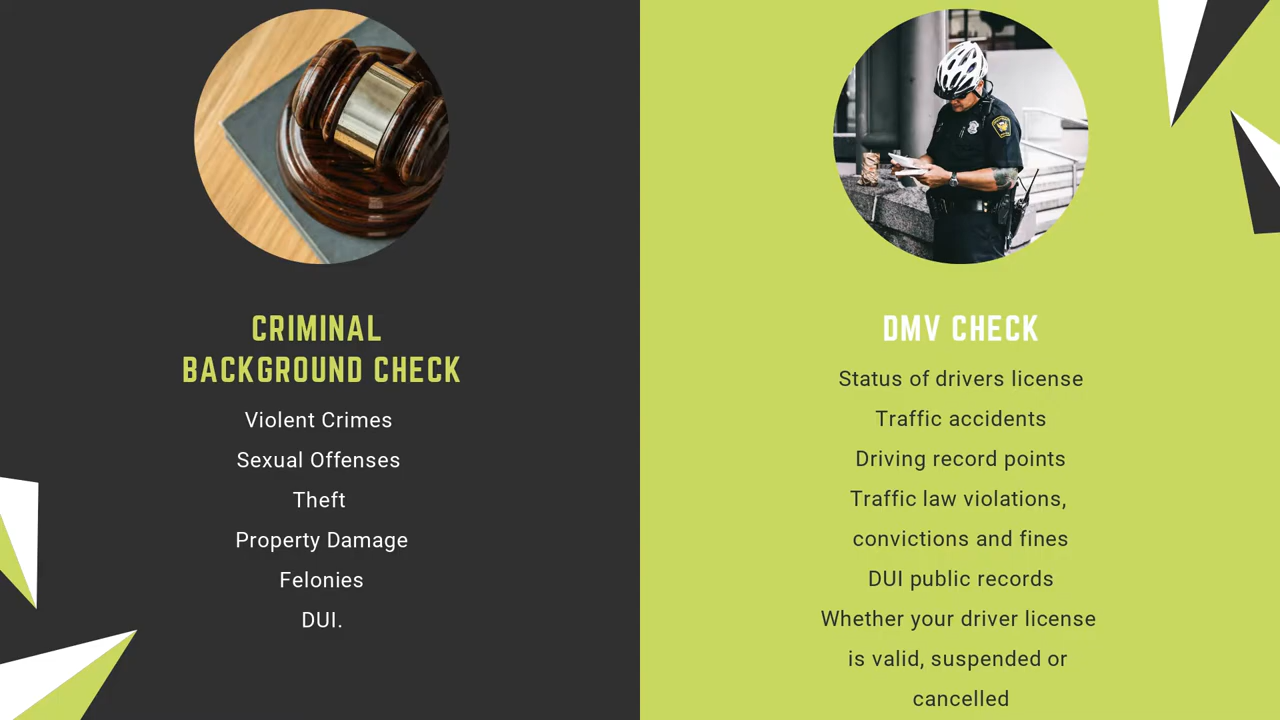 CRIMINAL
BACKGROUND CHECK
Violent Crimes
Sexual Offenses
Theft
Property Damage
Felonies
DUI.
DMV CHECK
Status of drivers license
Traffic accidents
Driving record points
Traffic law violations,
convictions and fines
DUI public records
Whether your driver license
is valid, suspended or
cancelled